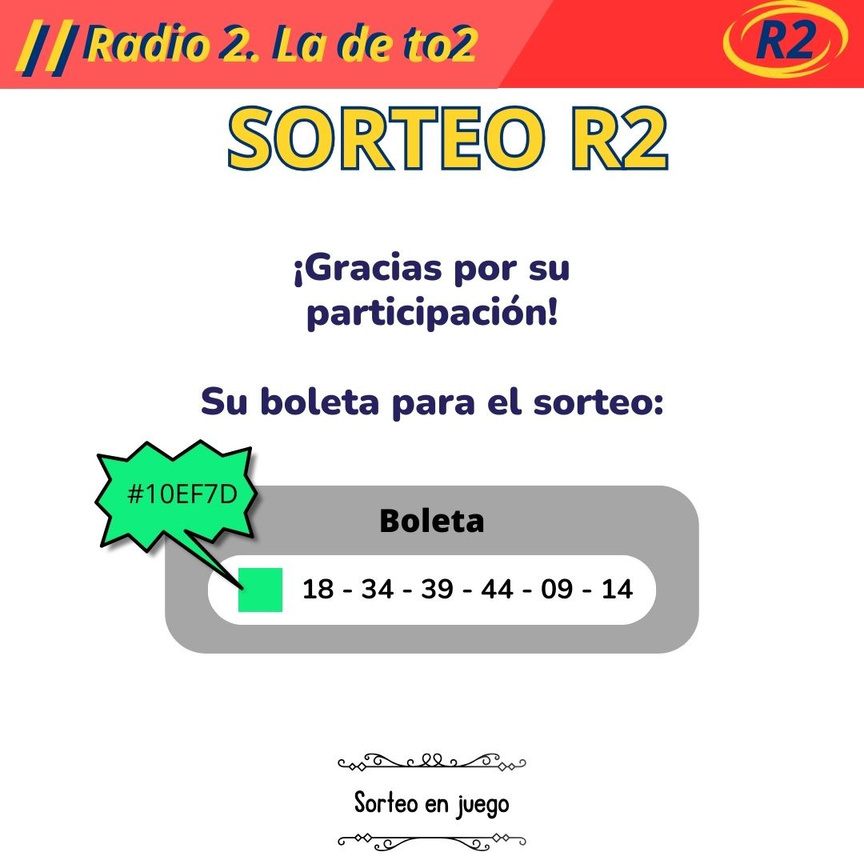 Radio 2. La de to2
R2
SORTEO R2
¡Gracias por su
participación!
Su boleta para el sorteo:
#10EF7D
Boleta
18 - 34 - 39 - 44 - 09 - 14
Sorteo en juego